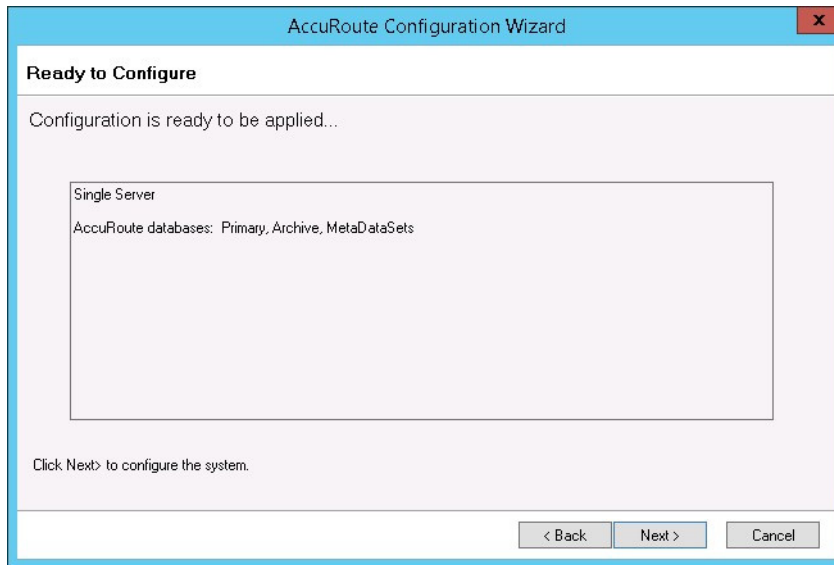 AccuRoute Configuration Wizard
x
Ready to Configure
Configuration is ready to be applied...
Single Server
AccuRoute databases: Primary, Archive, MetaDataSets
Click Next> to configure the system.
< Back Next > Cancel